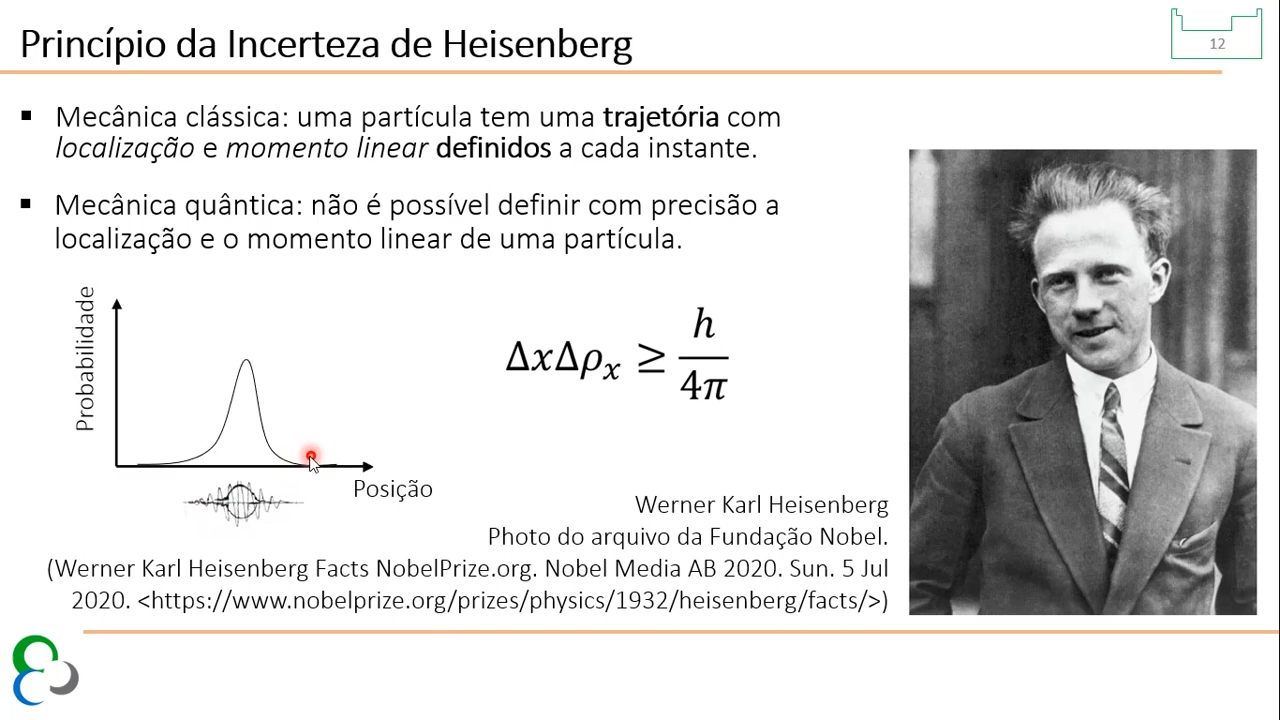 Princípio da Incerteza de Heisenberg
12
▪ Mecânica clássica: uma partícula tem uma trajetória com
localização e momento linear definidos a cada instante.
▪ Mecânica quântica: não é possível definir com precisão a
localização e o momento linear de uma partícula.
Probabilidade
Posição
ΔxΔρₓ ≥ h/4π
Werner Karl Heisenberg
Photo do arquivo da Fundação Nobel.
(Werner Karl Heisenberg Facts NobelPrize.org. Nobel Media AB 2020. Sun. 5 Jul
2020. <https://www.nobelprize.org/prizes/physics/1932/heisenberg/facts/>)